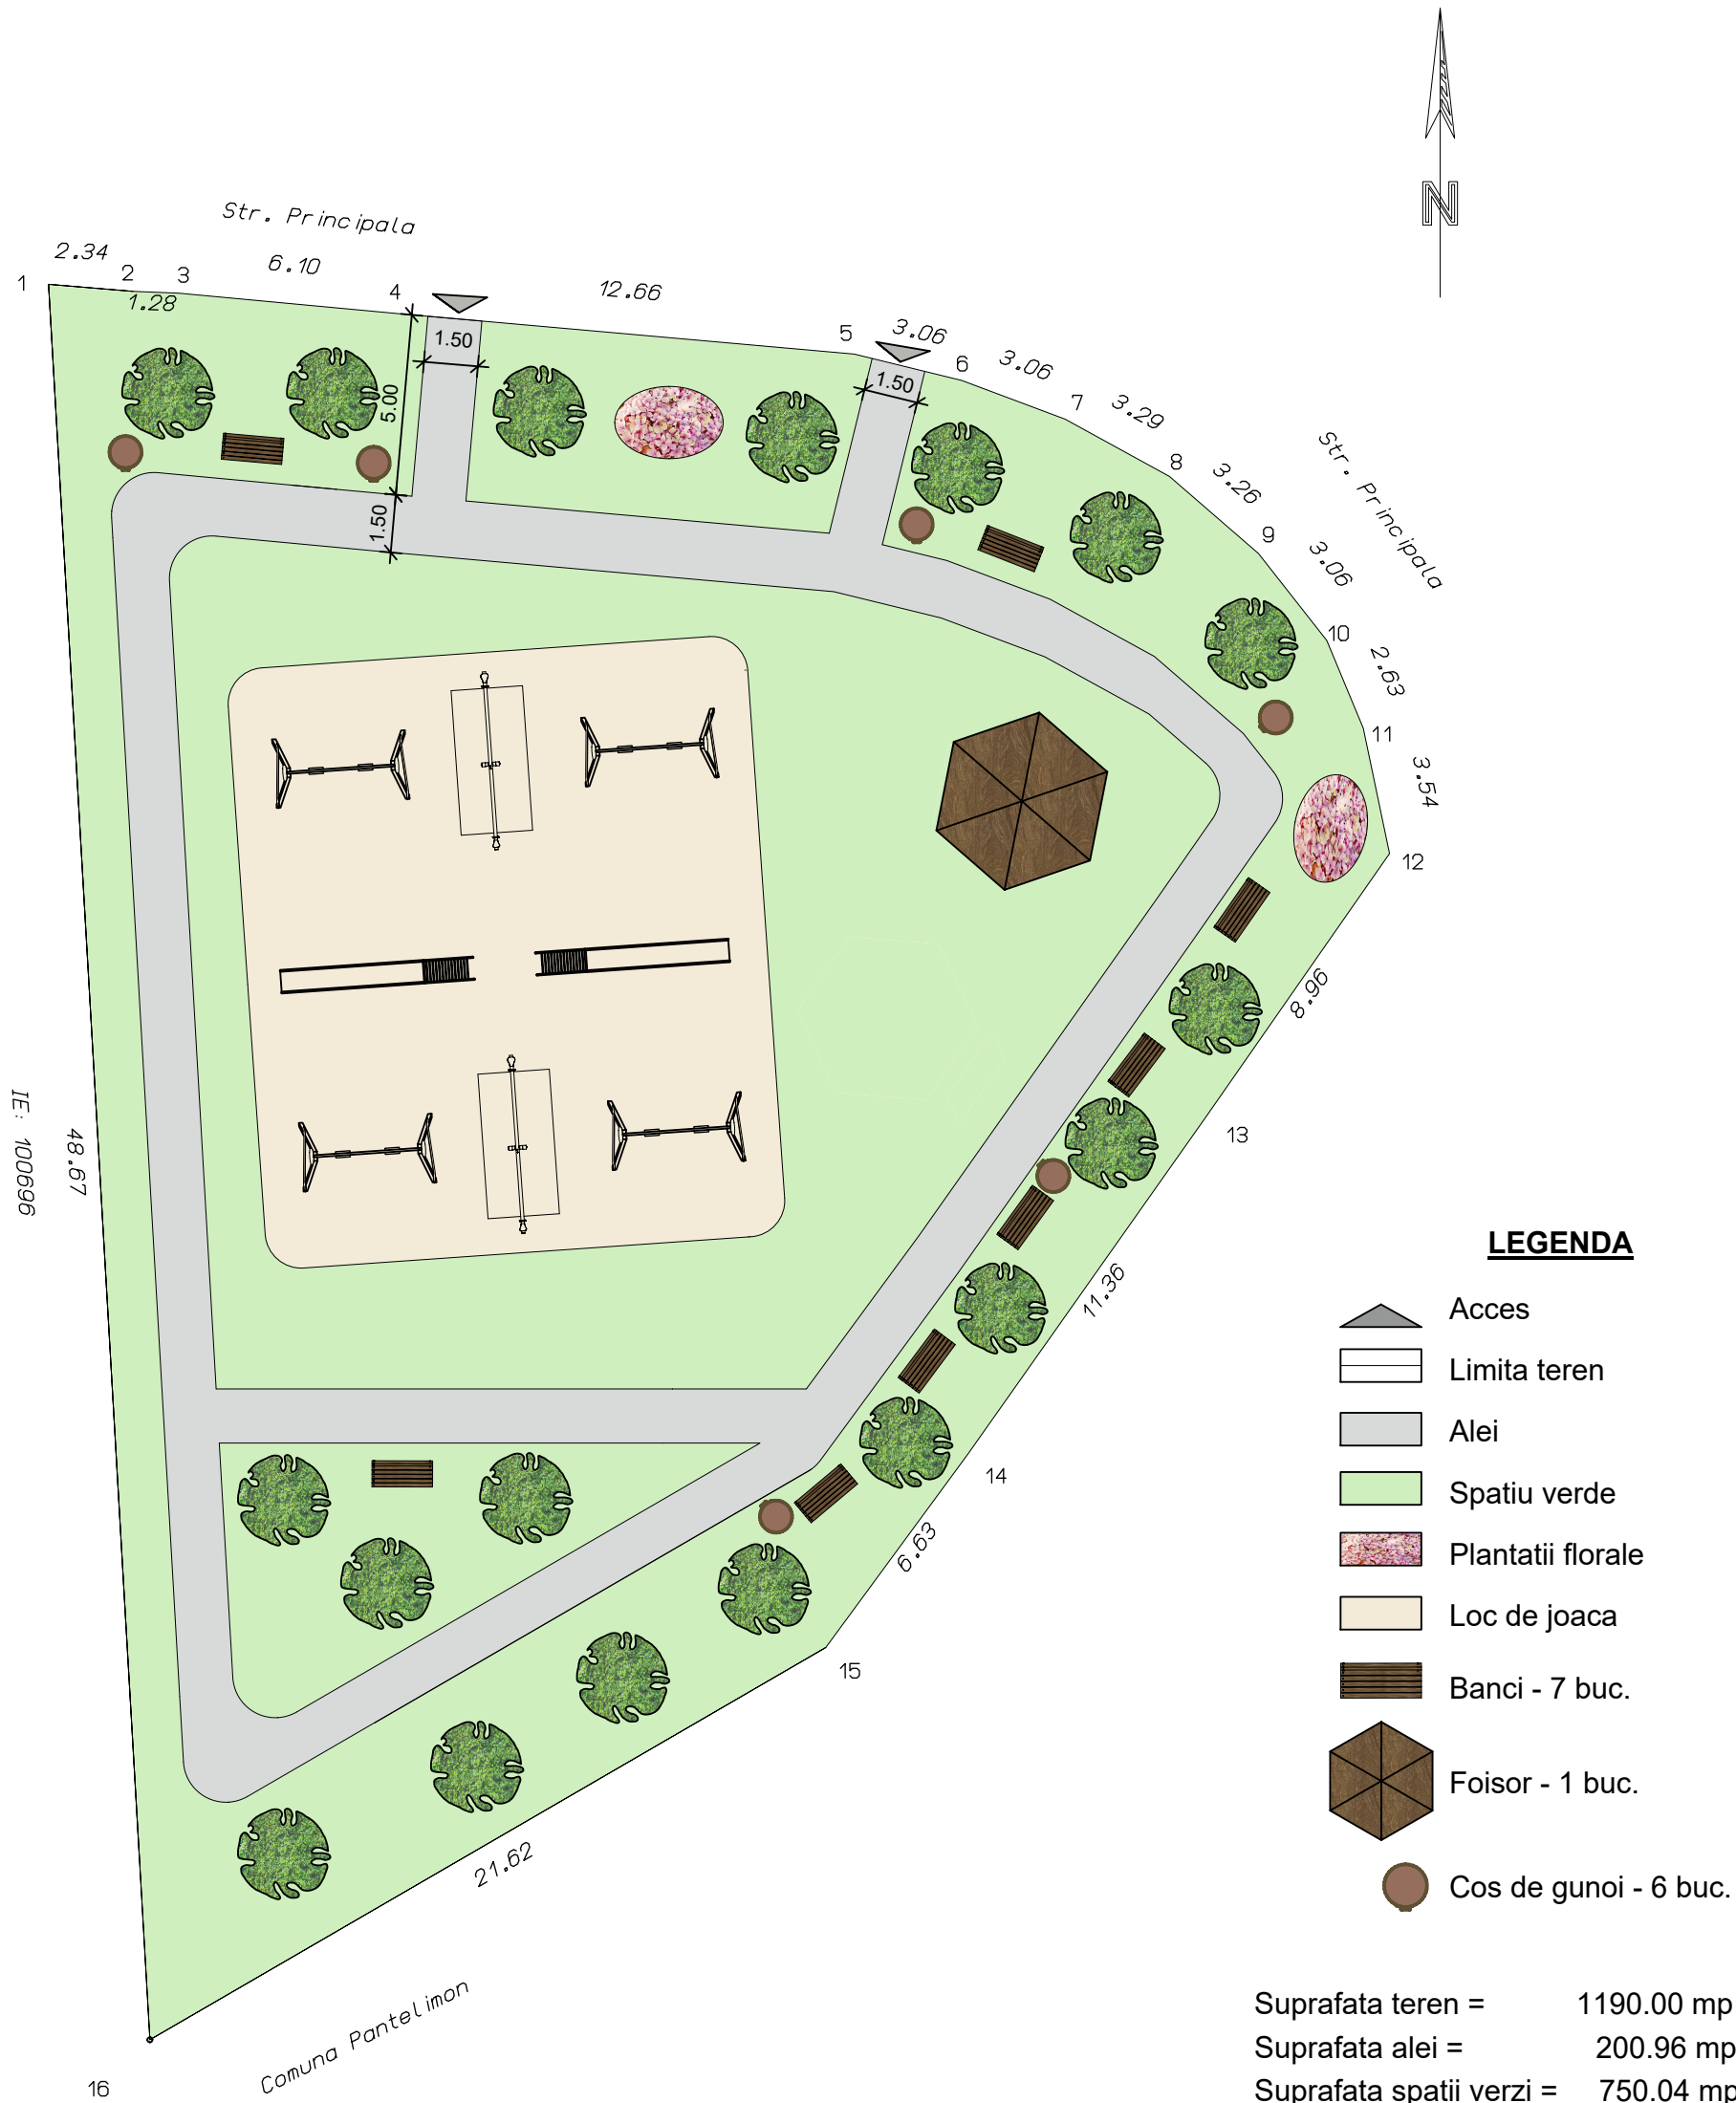 N
Str. Principala
2.34
6.10
12.66
1
2
3
4
1.28
5
3.06
6
3.06
7
3.29
8
3.26
9
3.06
10
2.63
11
3.54
12
Str. Principala
1.50
1.50
5.00
1.50
8.96
13
11.36
14
6.63
15
IE: 100696
48.67
21.62
Comuna Pantelimon
16
LEGENDA
Acces
Limita teren
Alei
Spatiu verde
Plantatii florale
Loc de joaca
Banci - 7 buc.
Foisor - 1 buc.
Cos de gunoi - 6 buc.
Suprafata teren = 1190.00 mp
Suprafata alei = 200.96 mp
Suprafata spatii verzi = 750.04 mp